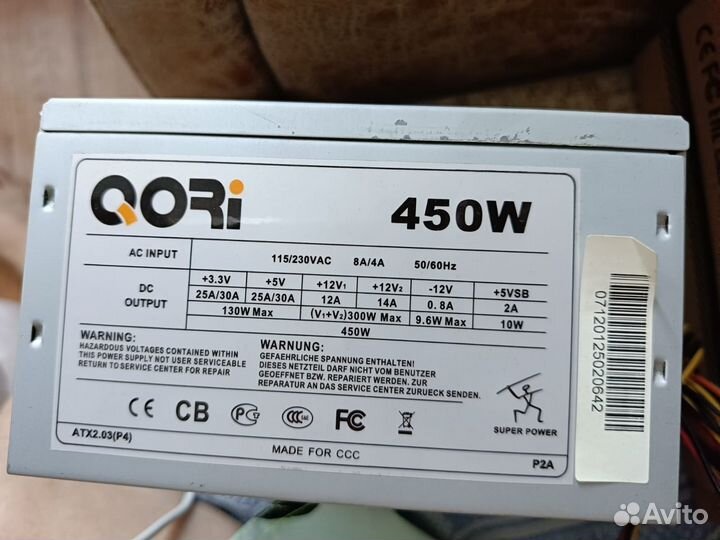 QORi
450W
AC INPUT 115/230VAC 8A/4A 50/60Hz
DC OUTPUT
+3.3V +5V +12V1 +12V2 -12V +5VSB
25A/30A 25A/30A 12A 14A 0.8A 2A
130W Max (V1+V2)300W Max 9.6W Max 10W
450W
WARNING:
HAZARDOUS VOLTAGES CONTAINED WITHIN
THIS POWER SUPPLY NOT USER SERVICEABLE
RETURN TO SERVICE CENTER FOR REPAIR
WARNUNG:
GEFAEHRLICHE SPANNUNG ENTHALTEN
DIESES NETZTEIL DARF NICHT VOM BENUTZER
GEOEFFNET BZW. REPARIERT WERDEN. ZUR
REPARATUR AN DAS SERVICE CENTER ZURUECK SENDEN.
CE CB PC CCC FC
SUPER POWER
ATX2.03(P4)
MADE FOR CCC
P2A
07120125020642
Avito